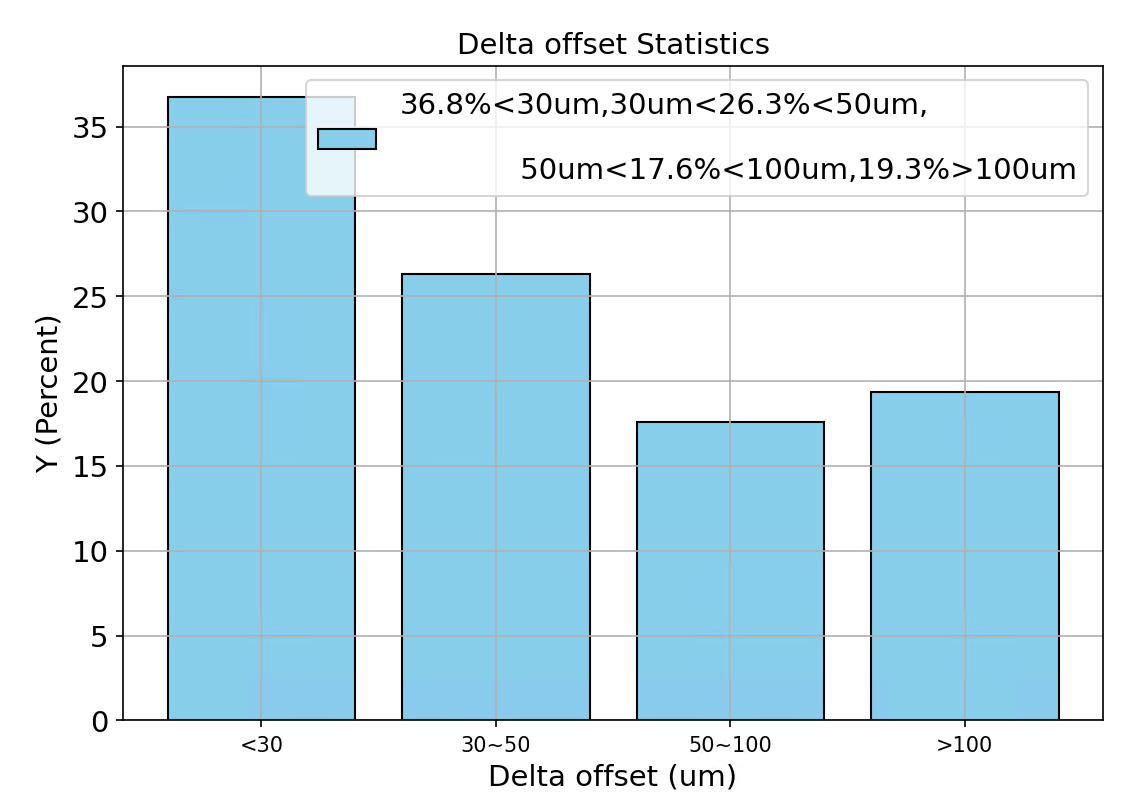 Delta offset Statistics
36.8%<30um,30um<26.3%<50um,
50um<17.6%<100um,19.3%>100um
Y (Percent)
35
30
25
20
15
10
5
0
<30
30~50
50~100
>100
Delta offset (um)